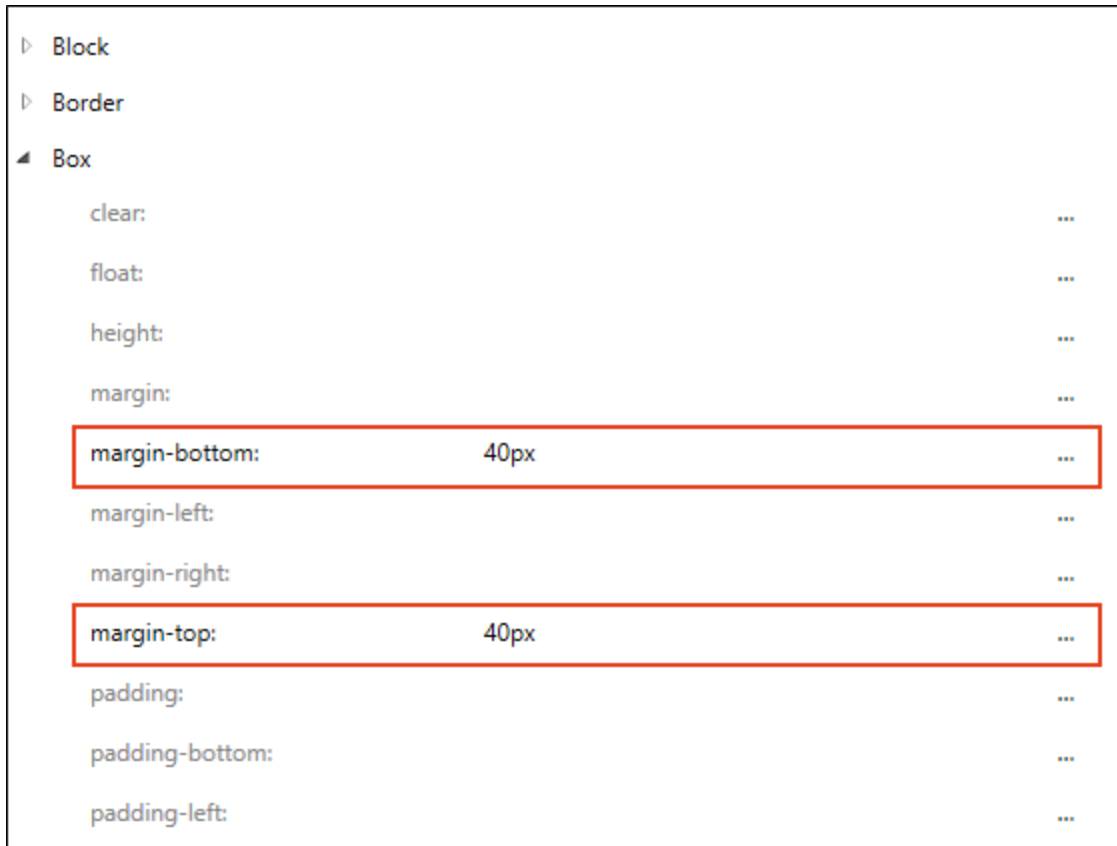 Block
Border
Box
clear: ...
float: ...
height: ...
margin: ...
margin-bottom: 40px ...
margin-left: ...
margin-right: ...
margin-top: 40px ...
padding: ...
padding-bottom: ...
padding-left: ...